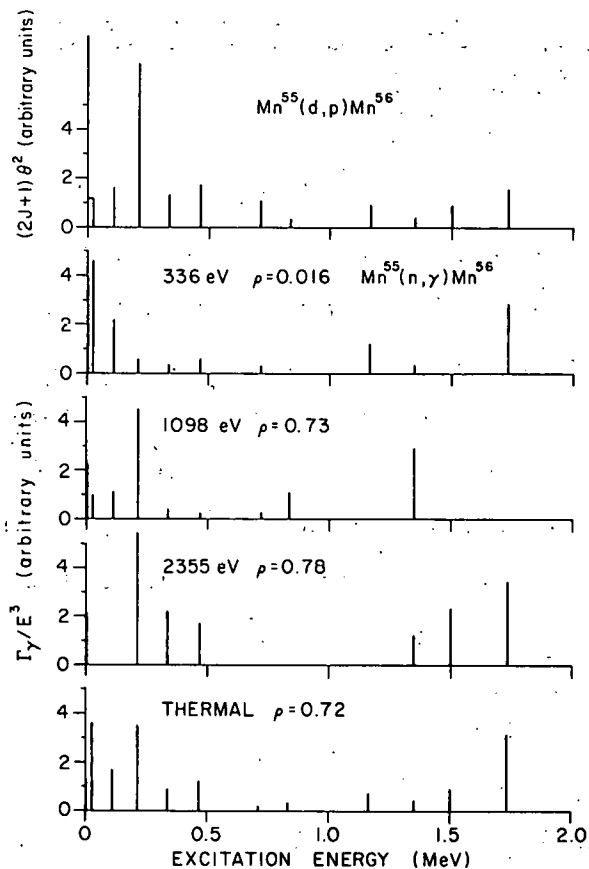 (2J+1) θ² (arbitrary units)
4
2
0
Mn⁵⁵(d,p)Mn⁵⁶
4
2
0
336 eV ρ=0.016 Mn⁵⁵(n,γ)Mn⁵⁶
Γγ/E³ (arbitrary units)
4
2
0
1098 eV ρ=0.73
4
2
0
2355 eV ρ=0.78
4
2
0
THERMAL ρ=0.72
0 0.5 1.0 1.5 2.0
EXCITATION ENERGY (MeV)